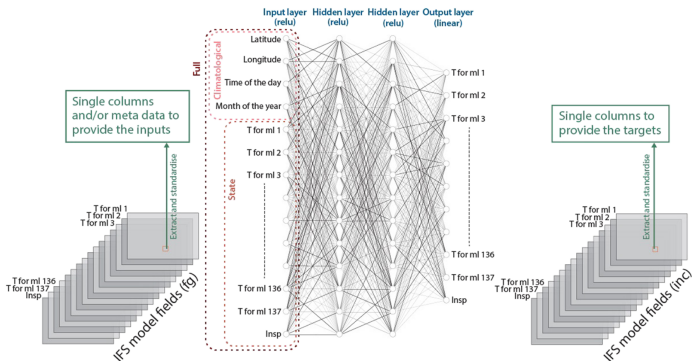 Input layer
(relu)
Hidden layer
(relu)
Hidden layer
(relu)
Output layer
(linear)
Full
Climatological
Latitude
Longitude
Time of the day
Month of the year
State
T for ml 1
T for ml 2
T for ml 3
T for ml 136
T for ml 137
lnsp
T for ml 1
T for ml 2
T for ml 3
T for ml 136
T for ml 137
lnsp
Single columns
and/or meta data to
provide the inputs
Extract and standardise
T for ml 1
T for ml 2
T for ml 3
T for ml 136
T for ml 137
lnsp
IFS model fields (fg)
Single columns to
provide the targets
Extract and standardise
T for ml 1
T for ml 2
T for ml 3
T for ml 136
T for ml 137
lnsp
IFS model fields (inc)